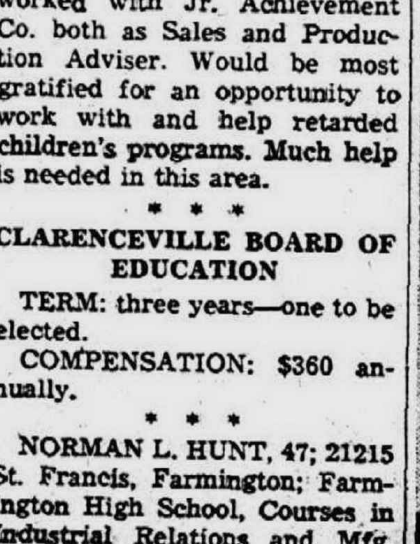 worked with Jr. Achievement
Co. both as Sales and Produc-
tion Adviser. Would be most
gratified for an opportunity to
work with and help retarded
children's programs. Much help
is needed in this area.
* * *
CLARENCEVILLE BOARD OF
EDUCATION
TERM: three years—one to be
elected.
COMPENSATION: $360 an-
nually.
* * *
NORMAN L. HUNT, 47; 21215
St. Francis, Farmington; Farm-
ington High School, Courses in
Industrial Relations and Mfg.